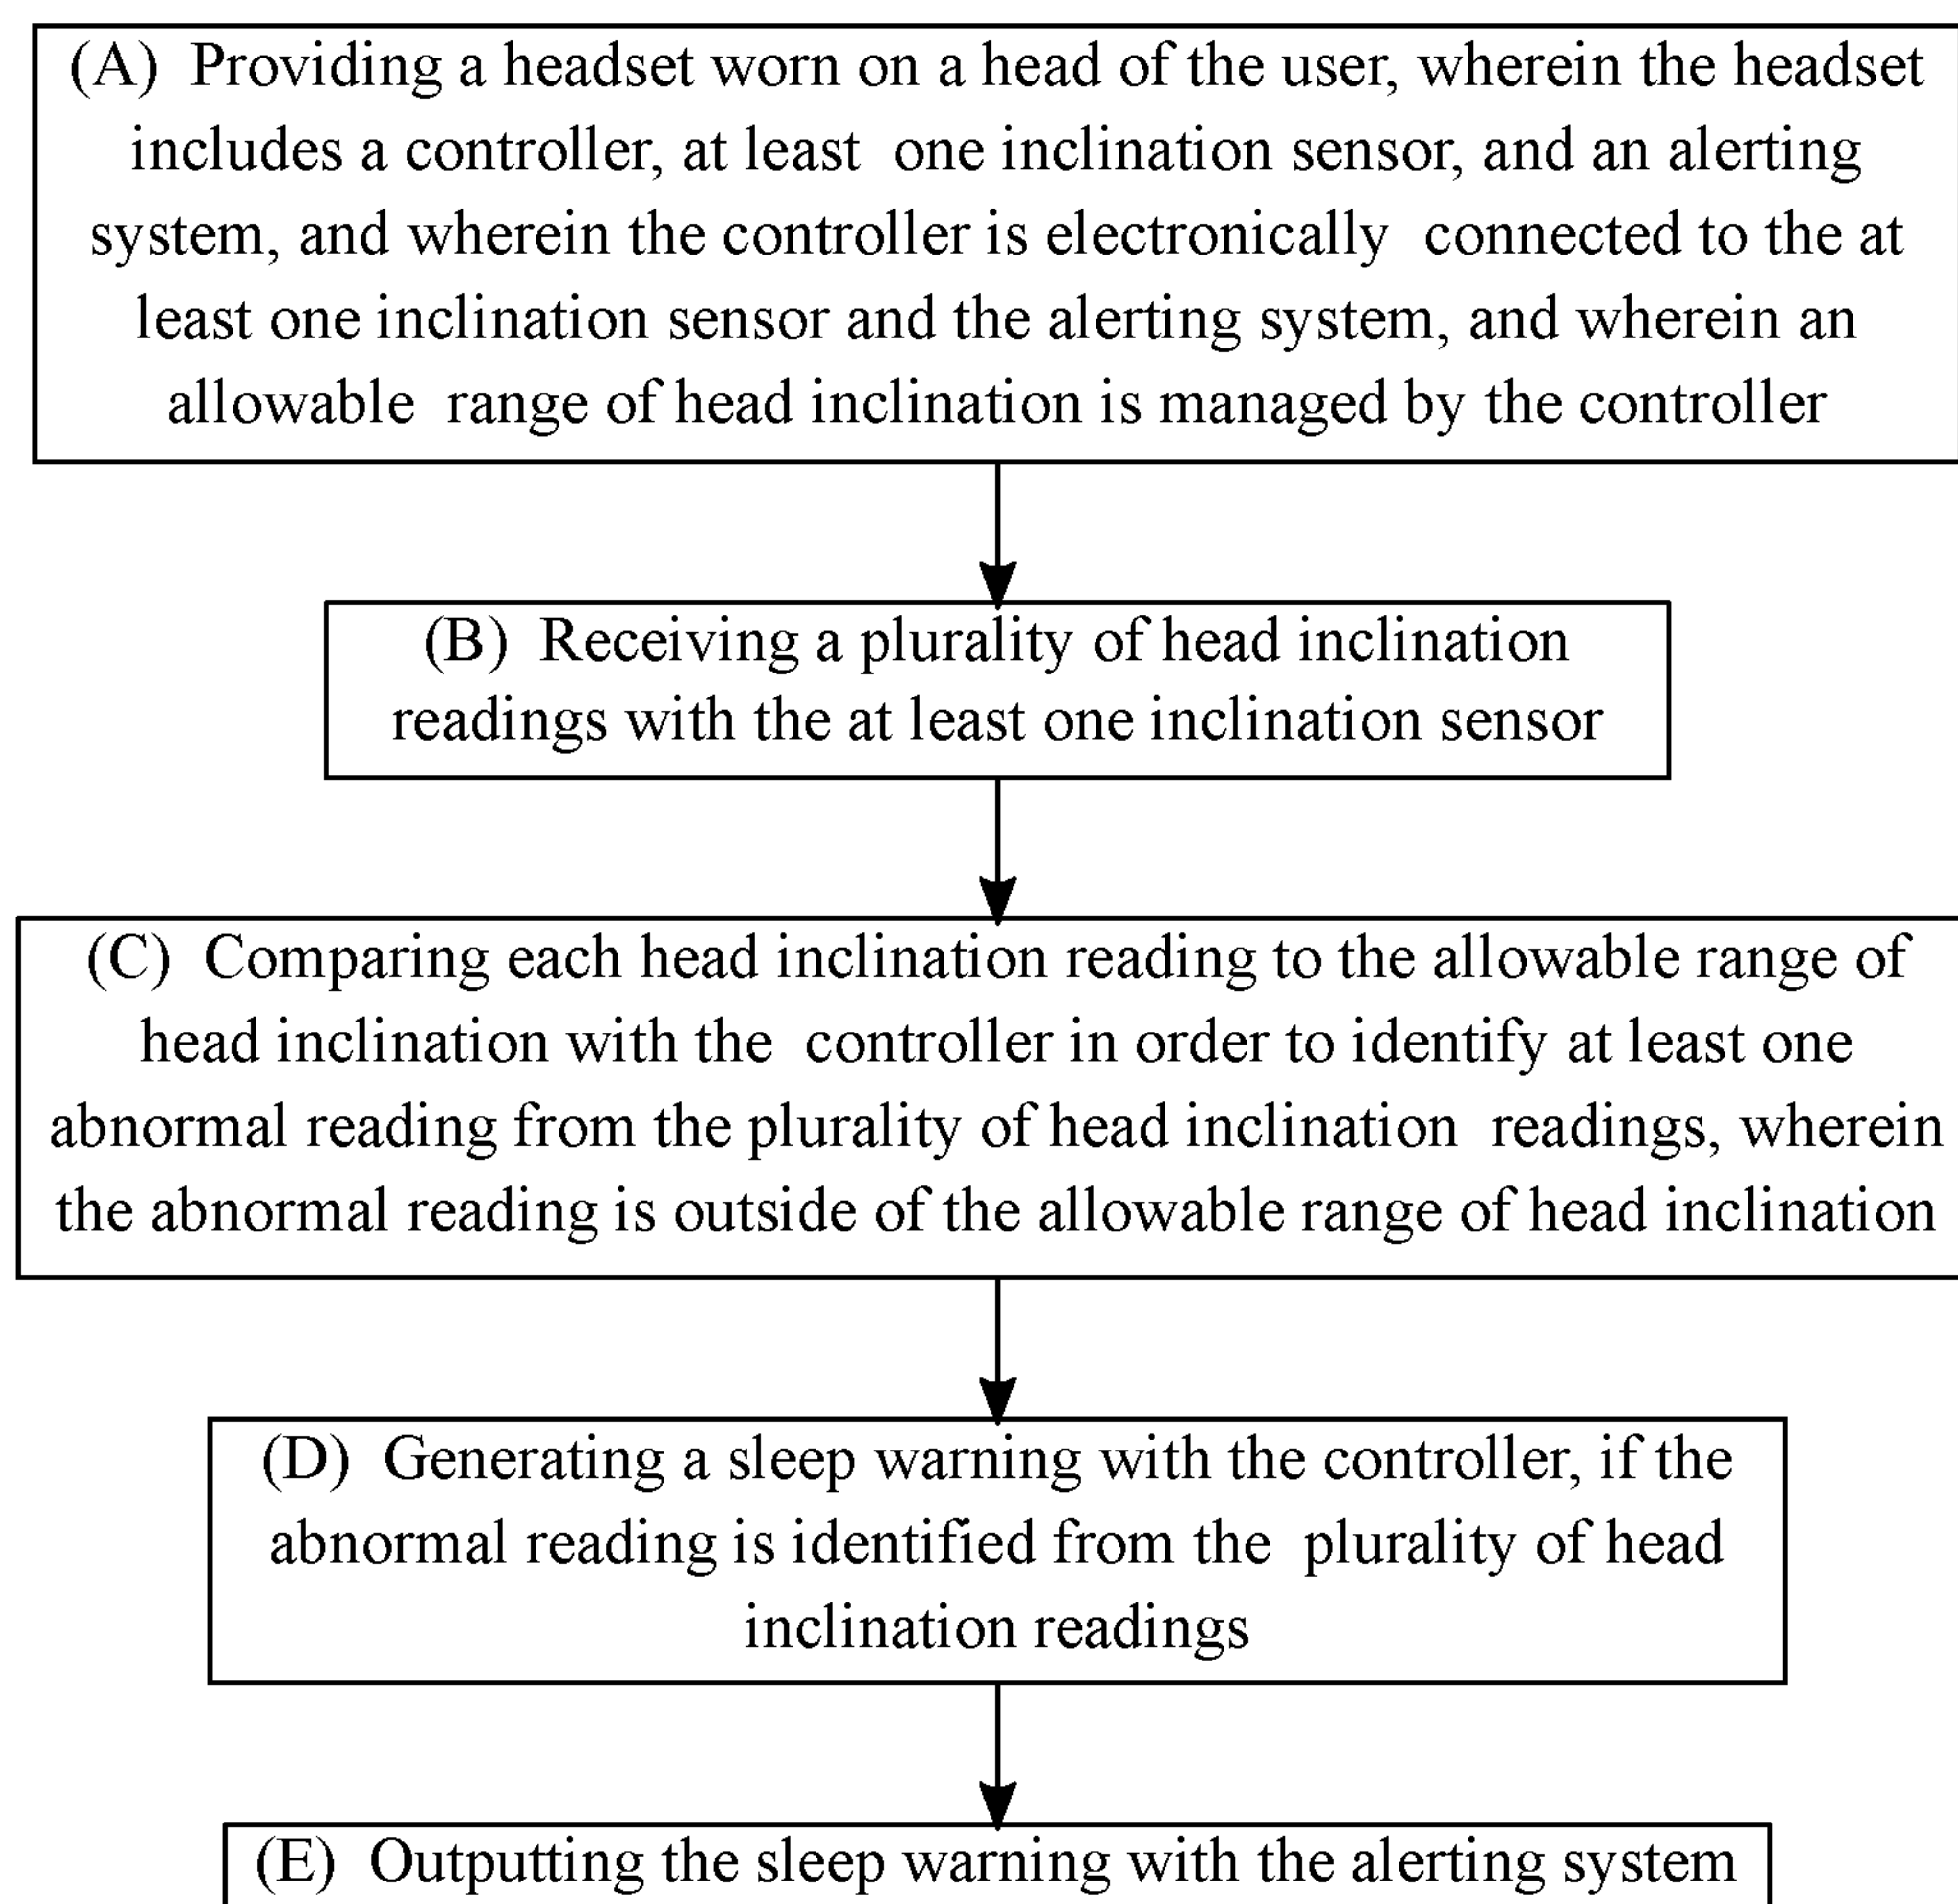 (A) Providing a headset worn on a head of the user, wherein the headset
includes a controller, at least one inclination sensor, and an alerting
system, and wherein the controller is electronically connected to the at
least one inclination sensor and the alerting system, and wherein an
allowable range of head inclination is managed by the controller
(B) Receiving a plurality of head inclination
readings with the at least one inclination sensor
(C) Comparing each head inclination reading to the allowable range of
head inclination with the controller in order to identify at least one
abnormal reading from the plurality of head inclination readings, wherein
the abnormal reading is outside of the allowable range of head inclination
(D) Generating a sleep warning with the controller, if the
abnormal reading is identified from the plurality of head
inclination readings
(E) Outputting the sleep warning with the alerting system